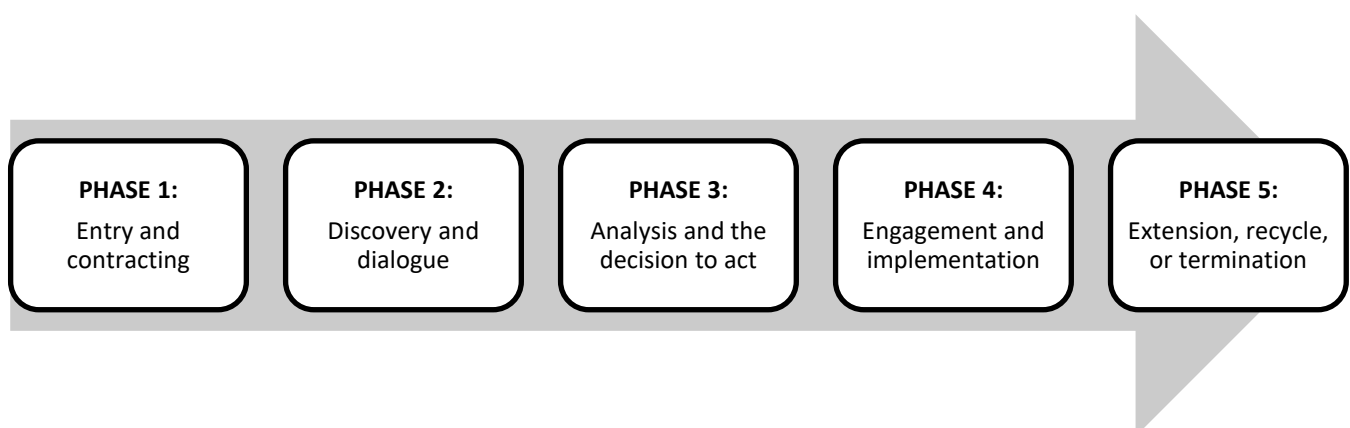 PHASE 1:
Entry and
contracting
PHASE 2:
Discovery and
dialogue
PHASE 3:
Analysis and the
decision to act
PHASE 4:
Engagement and
implementation
PHASE 5:
Extension, recycle,
or termination